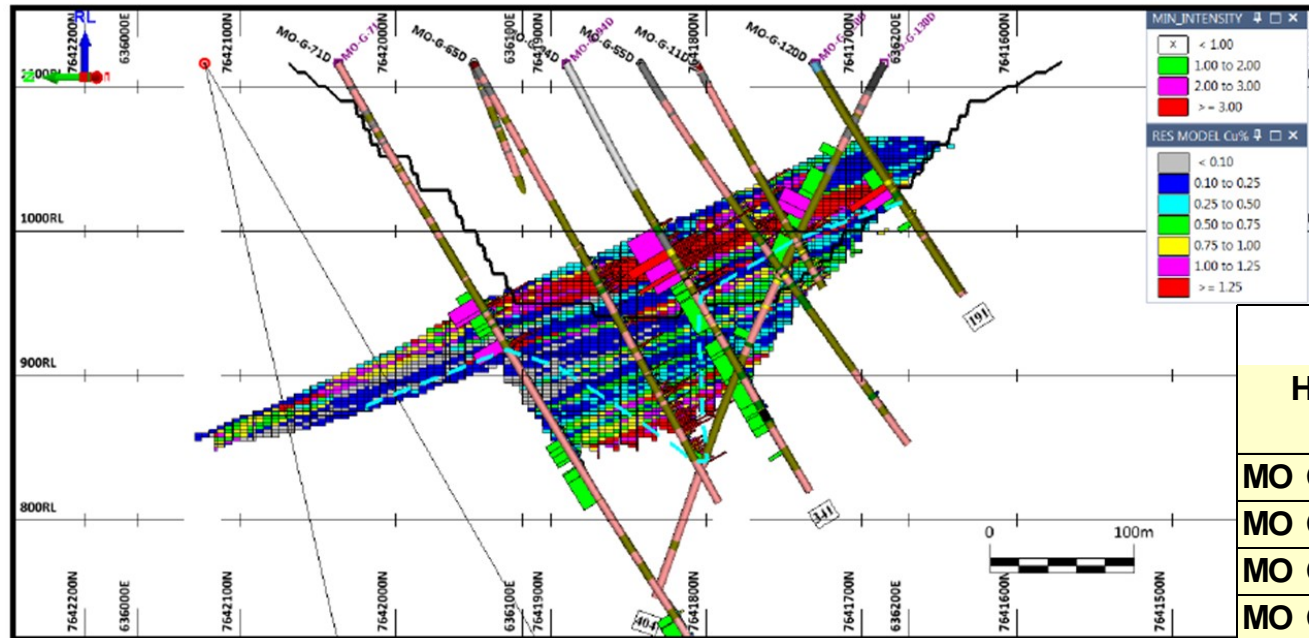 RL
7642200N
636000E
7642100N
MO-G-71D
MO-G-71
7642000N
MO-G-65D
636100E
7641900N
MO-G-55D
MO-G-11D
7641800N
MO-G-120D
7641700N
636200E
MO-G-130D
7641600N
1000RL
900RL
800RL
191
341
404
0 100m
7642200N
636000E
7642100N
7642000N
636100E
7641900N
7641800N
7641700N
636200E
7641600N
MIN_INTENSITY
x < 1.00
1.00 to 2.00
2.00 to 3.00
>= 3.00
RES MODEL Cu%
< 0.10
0.10 to 0.25
0.25 to 0.50
0.50 to 0.75
0.75 to 1.00
1.00 to 1.25
>= 1.25
H
MO
MO
MO
MO